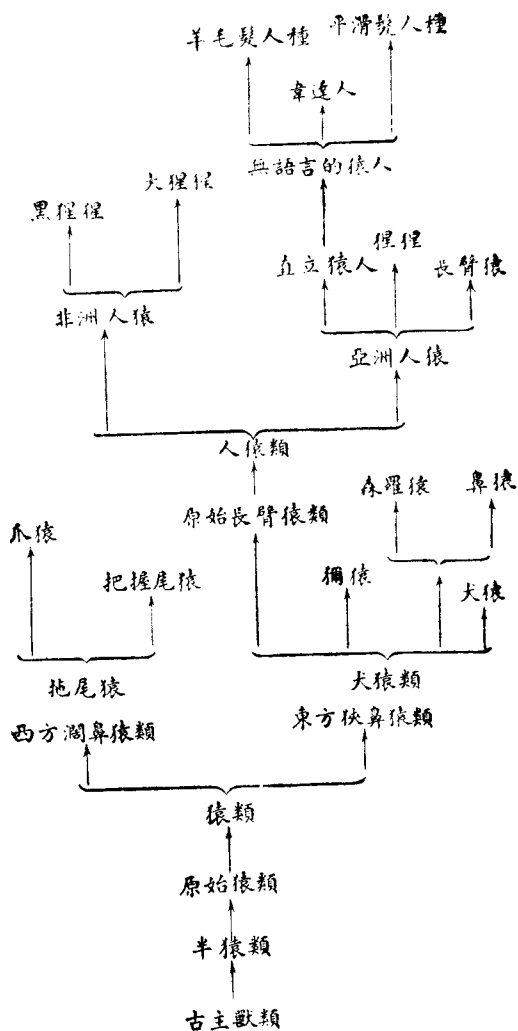 羊毛髮人種
平滑髮人種
韋達人
無語言的猿人
黑猩猩
大猩猩
直立猿人
猩猩
長臂猿
非洲人猿
亞洲人猿
人猿類
原始長臂猿類
森羅猿
鼻猿
爪猿
把握尾猿
獮猿
犬猿
拖尾猿
犬猿類
西方濶鼻猿類
東方狹鼻猿類
猿類
原始猿類
半猿類
古主獸類